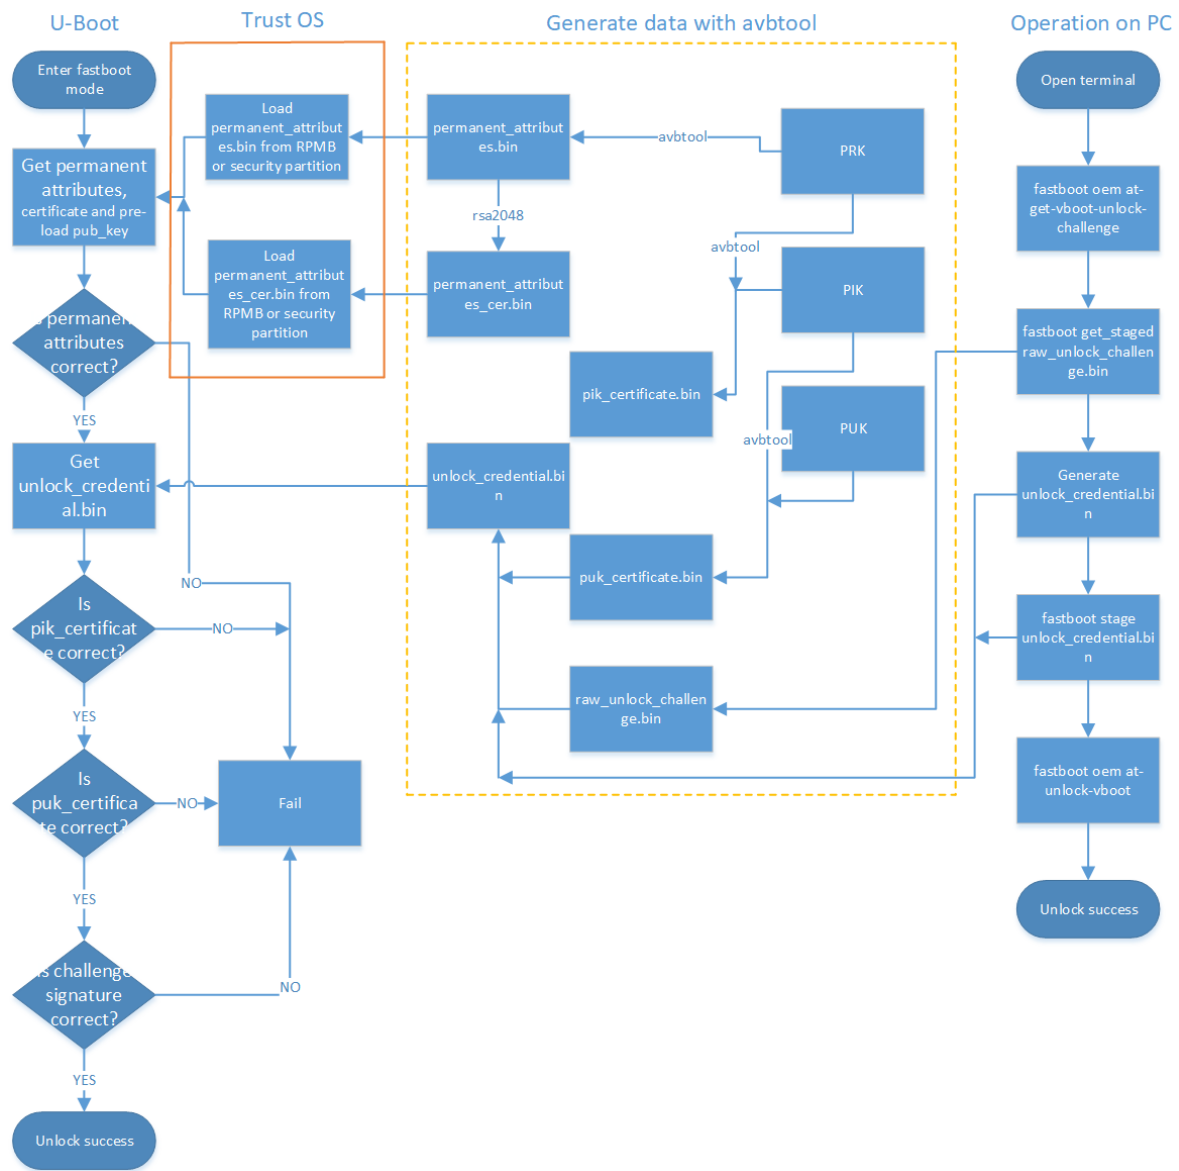 U-Boot
Trust OS
Generate data with avbtool
Operation on PC
Enter fastboot
mode
Get permanent
attributes,
certificate and pre-
load pub_key
permanent
attributes
correct?
YES
Get
unlock_credenti
al.bin
NO
Is
pik_certificat
e correct?
NO
YES
Is
puk_certifica
te correct?
NO
YES
Is challenge
signature
correct?
NO
YES
Unlock success
Fail
Load
permanent_attribut
es.bin from RPMB
or security partition
Load
permanent_attribut
es_cer.bin from
RPMB or security
partition
permanent_attribut
es.bin
rsa2048
permanent_attribut
es_cer.bin
avbtool
PRK
avbtool
PIK
pik_certificate.bin
avbtool
PUK
unlock_credential.bi
n
puk_certificate.bin
raw_unlock_challen
ge.bin
Open terminal
fastboot oem at-
get-vboot-unlock-
challenge
fastboot get_staged
raw_unlock_challen
ge.bin
Generate
unlock_credential.bi
n
fastboot stage
unlock_credential.bi
n
fastboot oem at-
unlock-vboot
Unlock success